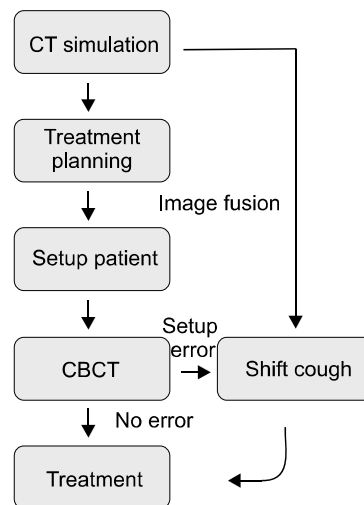 CT simulation
Treatment
planning
Image fusion
Setup patient
Setup
error
CBCT
Shift cough
No error
Treatment